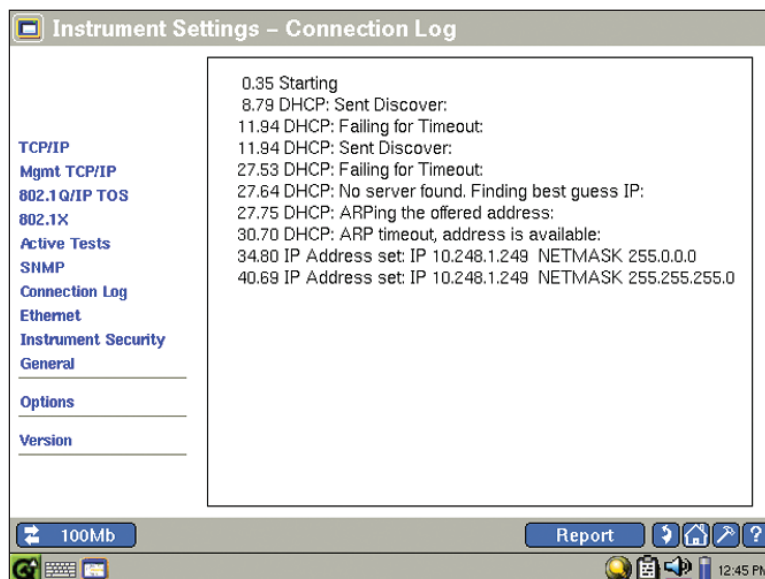 Instrument Settings – Connection Log
TCP/IP
Mgmt TCP/IP
802.1Q/IP TOS
802.1X
Active Tests
SNMP
Connection Log
Ethernet
Instrument Security
General
Options
Version
0.35 Starting
8.79 DHCP: Sent Discover:
11.94 DHCP: Failing for Timeout:
11.94 DHCP: Sent Discover:
27.53 DHCP: Failing for Timeout:
27.64 DHCP: No server found. Finding best guess IP:
27.75 DHCP: ARPing the offered address:
30.70 DHCP: ARP timeout, address is available:
34.80 IP Address set: IP 10.248.1.249 NETMASK 255.0.0.0
40.69 IP Address set: IP 10.248.1.249 NETMASK 255.255.255.0
100Mb
Report
?
12:45 PM